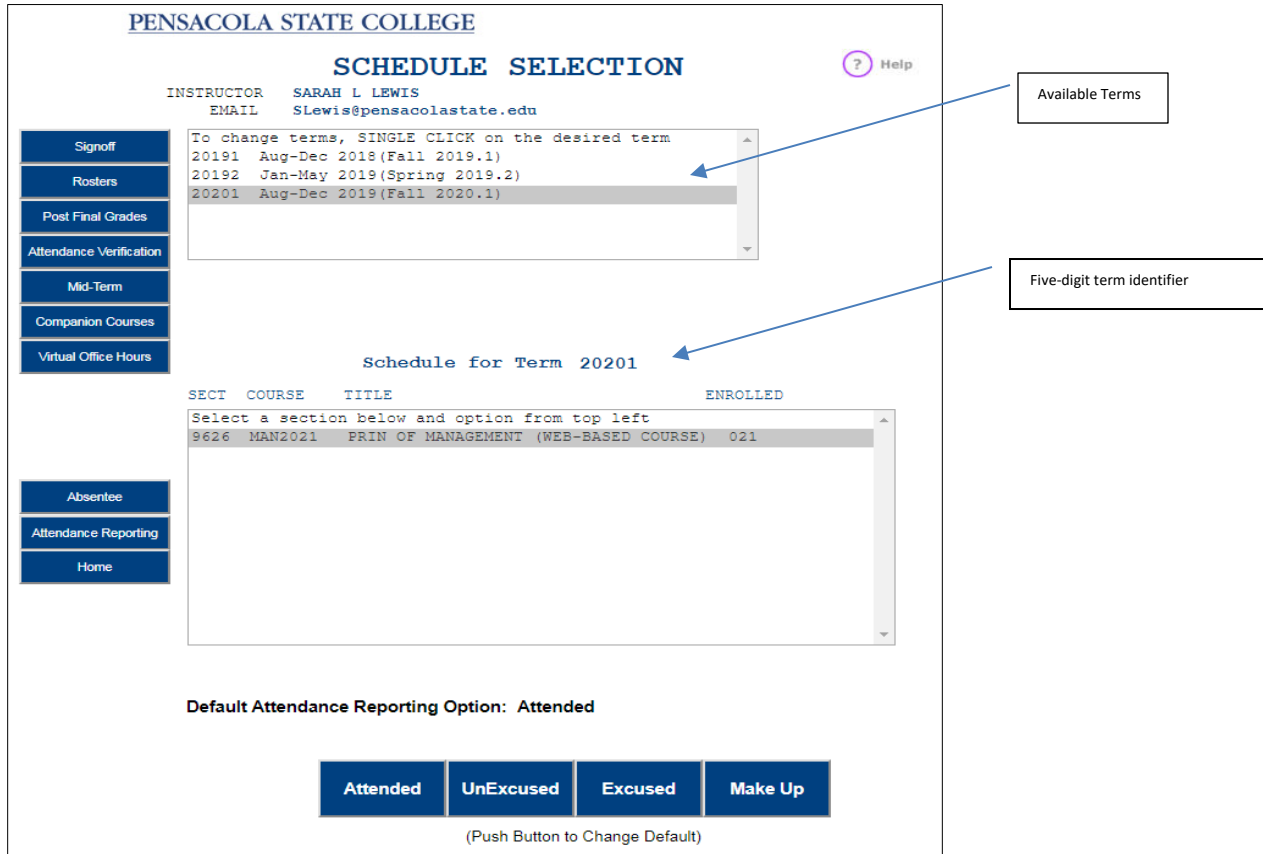 PENSACOLA STATE COLLEGE
SCHEDULE SELECTION
? Help
INSTRUCTOR SARAH L LEWIS
EMAIL SLewis@pensacolastate.edu
Available Terms
Signoff
Rosters
Post Final Grades
Attendance Verification
Mid-Term
Companion Courses
Virtual Office Hours
To change terms, SINGLE CLICK on the desired term
20191 Aug-Dec 2018(Fall 2019.1)
20192 Jan-May 2019(Spring 2019.2)
20201 Aug-Dec 2019(Fall 2020.1)
Five-digit term identifier
Schedule for Term 20201
SECT COURSE TITLE ENROLLED
Select a section below and option from top left
9626 MAN2021 PRIN OF MANAGEMENT (WEB-BASED COURSE) 021
Absentee
Attendance Reporting
Home
Default Attendance Reporting Option: Attended
Attended UnExcused Excused Make Up
(Push Button to Change Default)